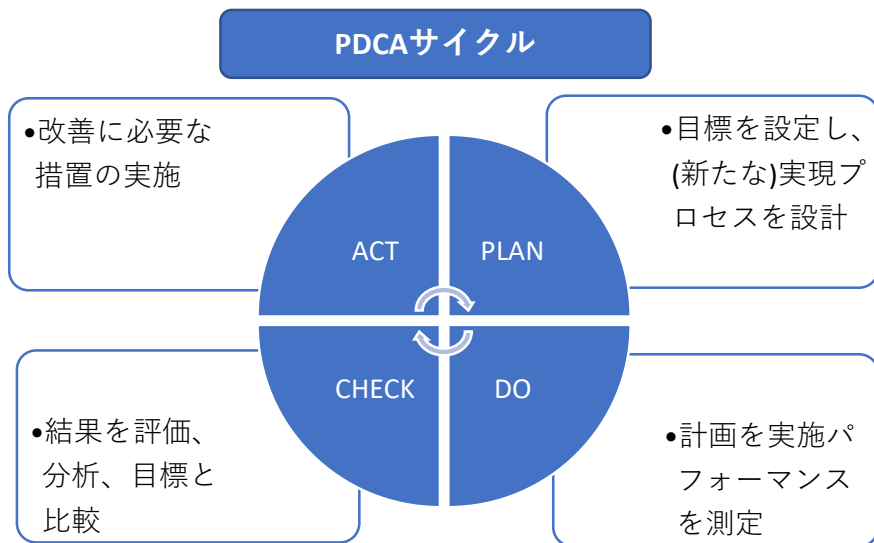 PDCAサイクル
•改善に必要な
措置の実施
•目標を設定し、
(新たな)実現プ
ロセスを設計
ACT
PLAN
CHECK
DO
•結果を評価、
分析、目標と
比較
•計画を実施パ
フォーマンス
を測定